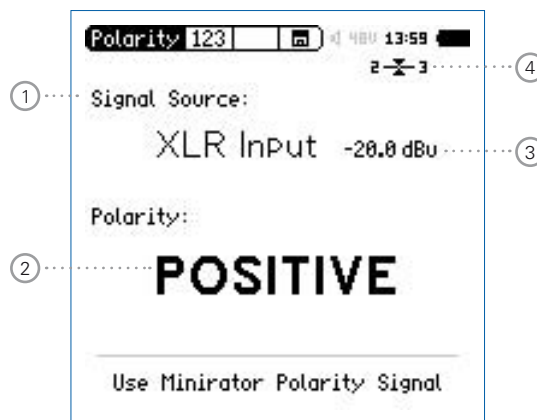 Polarity 123 48V 13:59
2 3 4
1 Signal Source:
XLR Input -20.0 dBu 3
Polarity:
2 POSITIVE
Use Minirator Polarity Signal